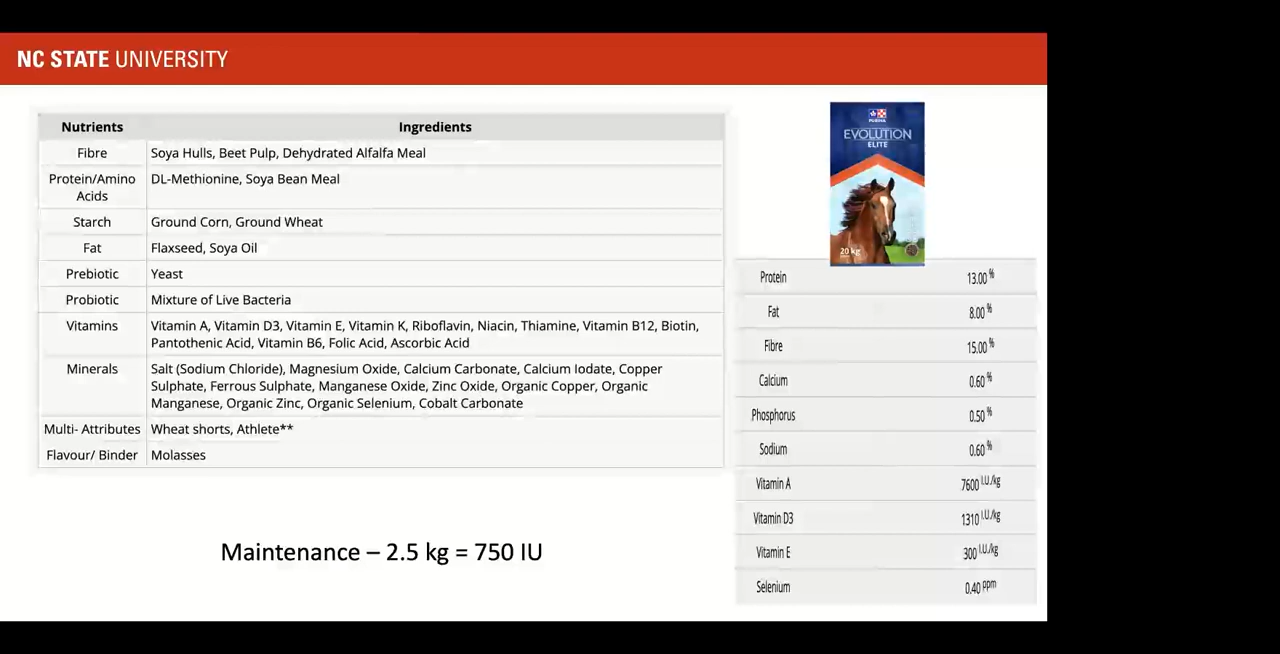 NC STATE UNIVERSITY
Nutrients Ingredients
Fibre Soya Hulls, Beet Pulp, Dehydrated Alfalfa Meal
Protein/Amino Acids DL-Methionine, Soya Bean Meal
Starch Ground Corn, Ground Wheat
Fat Flaxseed, Soya Oil
Prebiotic Yeast
Probiotic Mixture of Live Bacteria
Vitamins Vitamin A, Vitamin D3, Vitamin E, Vitamin K, Riboflavin, Niacin, Thiamine, Vitamin B12, Biotin,
Pantothenic Acid, Vitamin B6, Folic Acid, Ascorbic Acid
Minerals Salt (Sodium Chloride), Magnesium Oxide, Calcium Carbonate, Calcium Iodate, Copper
Sulphate, Ferrous Sulphate, Manganese Oxide, Zinc Oxide, Organic Copper, Organic
Manganese, Organic Zinc, Organic Selenium, Cobalt Carbonate
Multi- Attributes Wheat shorts, Athlete**
Flavour/ Binder Molasses
Maintenance – 2.5 kg = 750 IU
PURINA
EVOLUTION
ELITE
20 kg
Protein 13.00 %
Fat 8.00 %
Fibre 15.00 %
Calcium 0.60 %
Phosphorus 0.50 %
Sodium 0.60 %
Vitamin A 7600 I.U./kg
Vitamin D3 1310 I.U./kg
Vitamin E 300 I.U./kg
Selenium 0.40 ppm